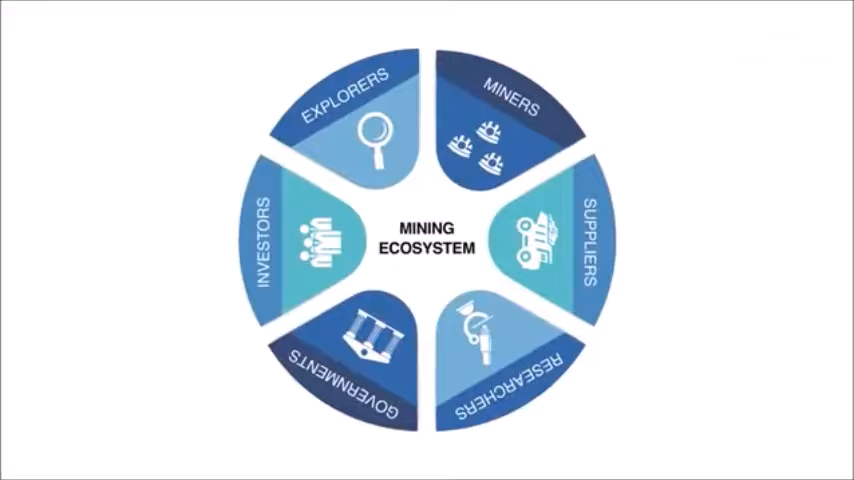 EXPLORERS
MINERS
INVESTORS
MINING
ECOSYSTEM
SUPPLIERS
GOVERNMENTS
RESEARCHERS